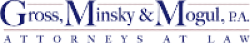 Gross, Minsky & Mogul, P.A.
ATTORNEYS AT LAW